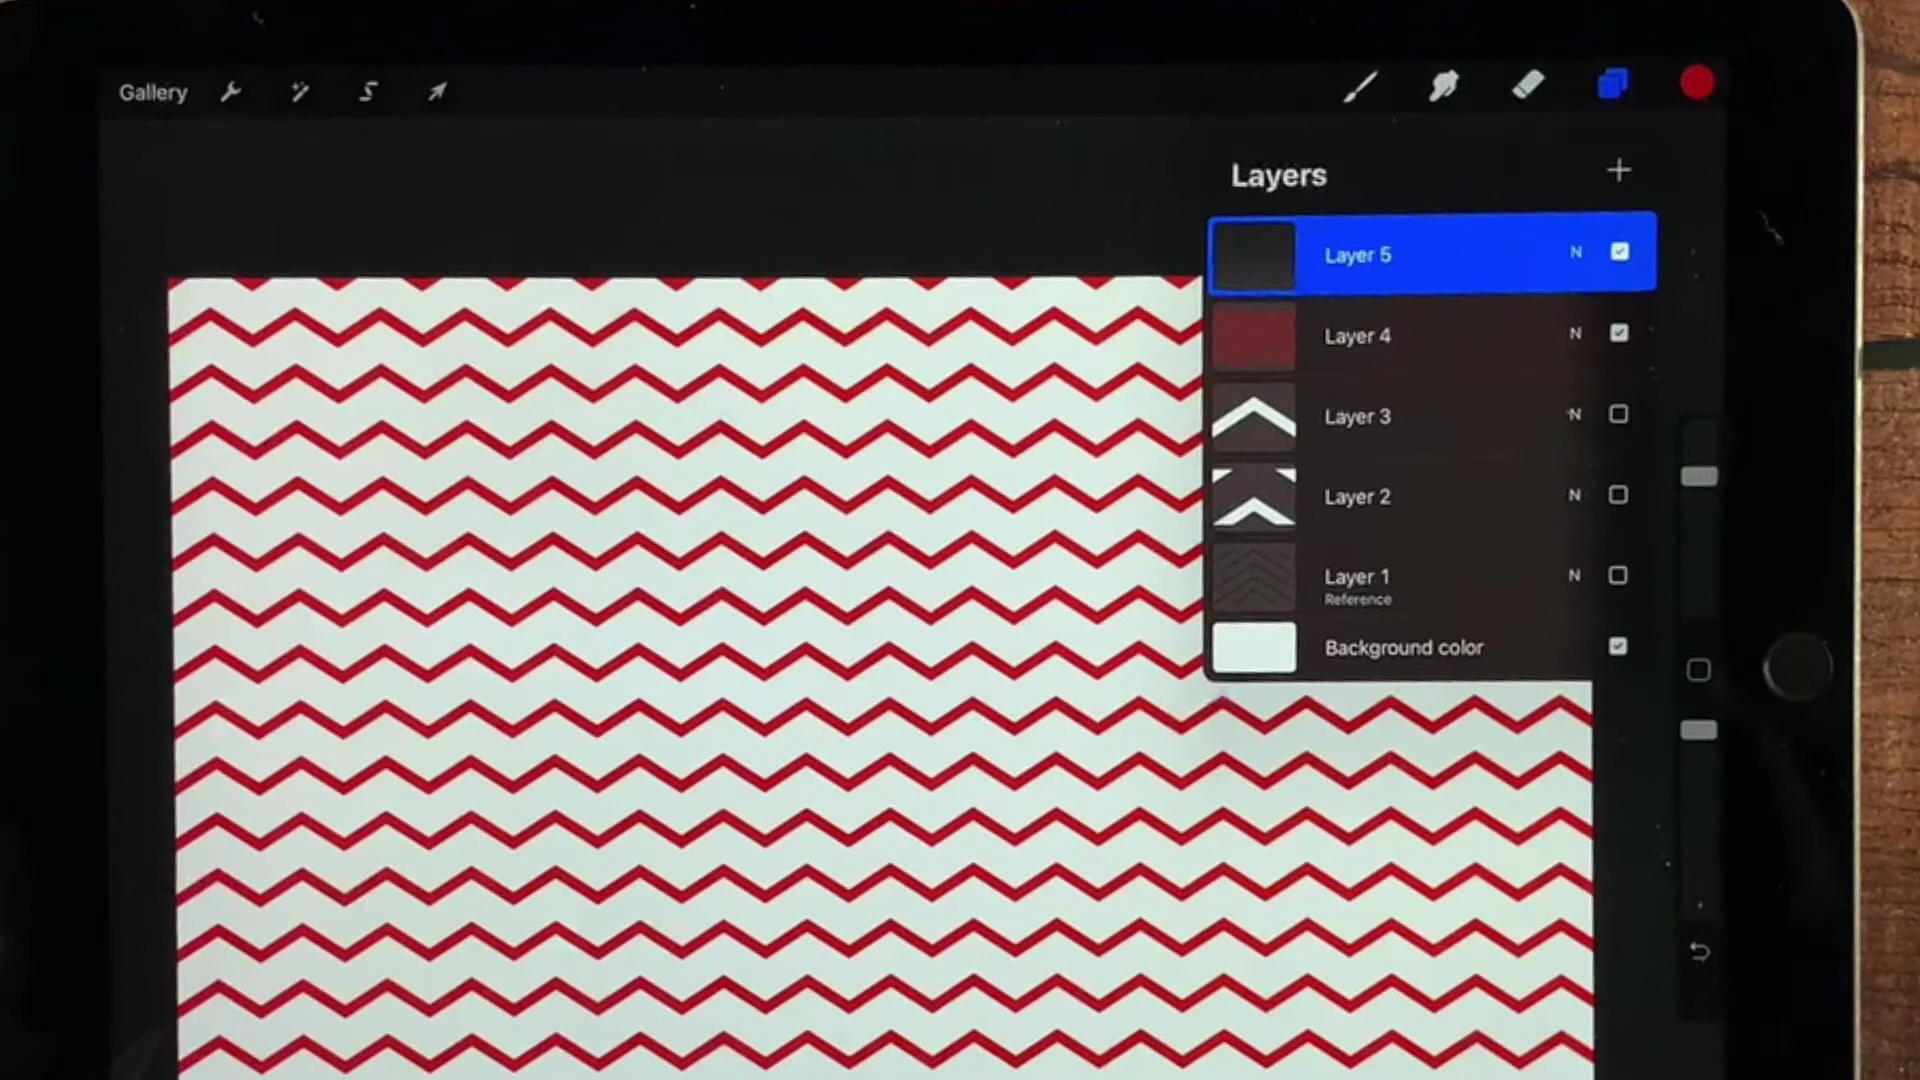 Gallery
Layers
Layer 5 N
Layer 4 N
Layer 3 N
Layer 2 N
Layer 1 N
Reference
Background color